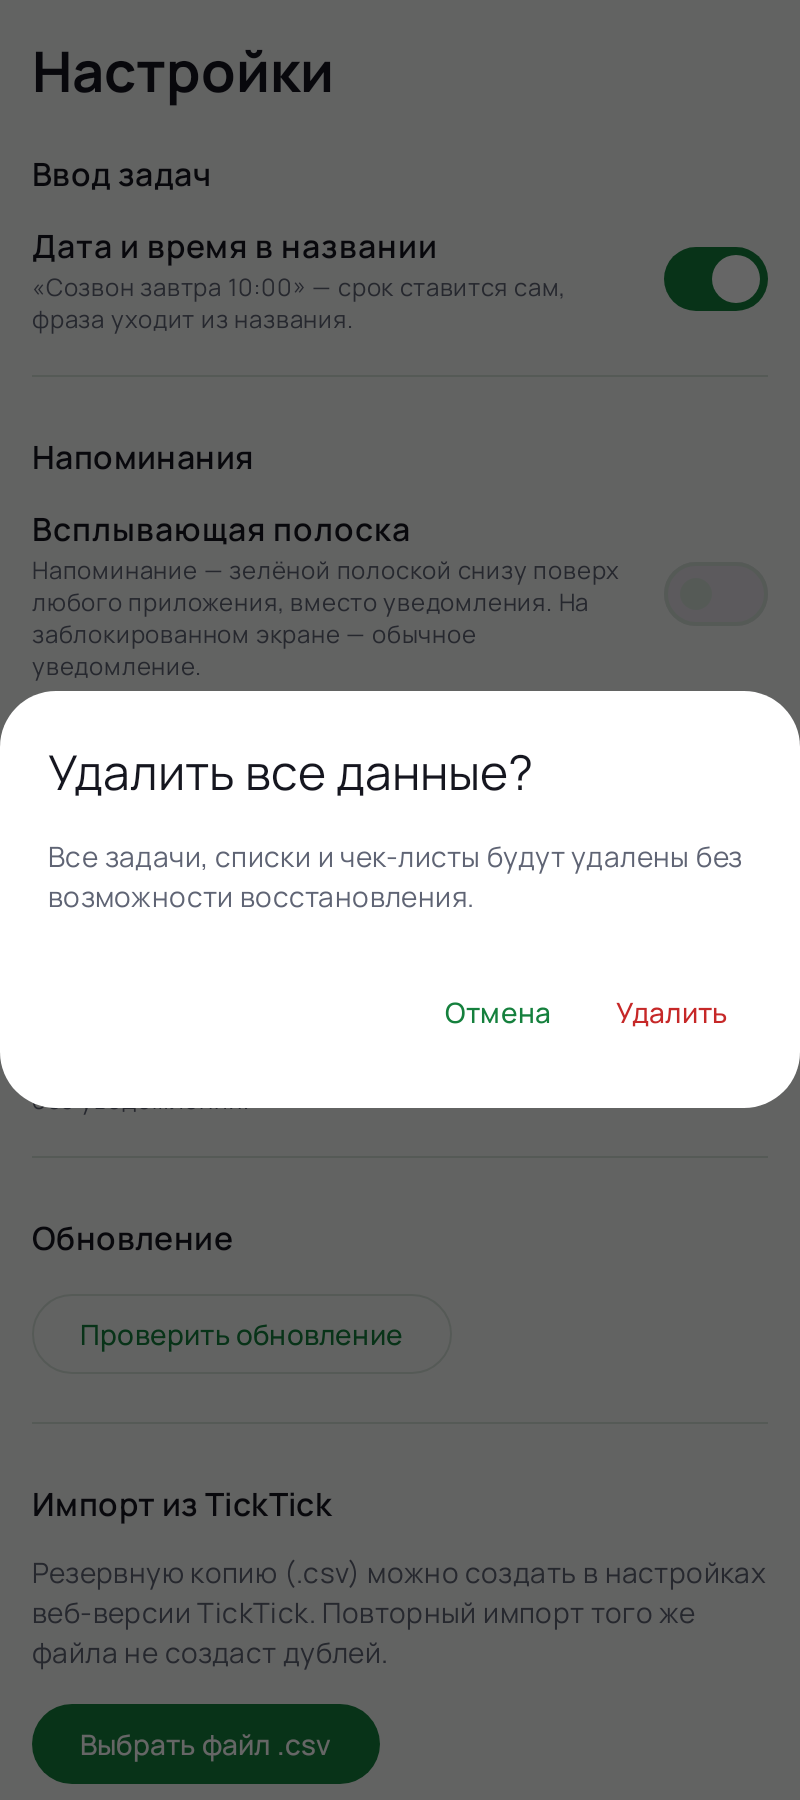 Настройки
Ввод задач
Дата и время в названии
«Созвон завтра 10:00» — срок ставится сам,
фраза уходит из названия.
Напоминания
Всплывающая полоска
Напоминание — зелёной полоской снизу поверх
любого приложения, вместо уведомления. На
заблокированном экране — обычное
уведомление.
Удалить все данные?
Все задачи, списки и чек-листы будут удалены без
возможности восстановления.
Отмена
Удалить
Обновление
Проверить обновление
Импорт из TickTick
Резервную копию (.csv) можно создать в настройках
веб-версии TickTick. Повторный импорт того же
файла не создаст дублей.
Выбрать файл .csv